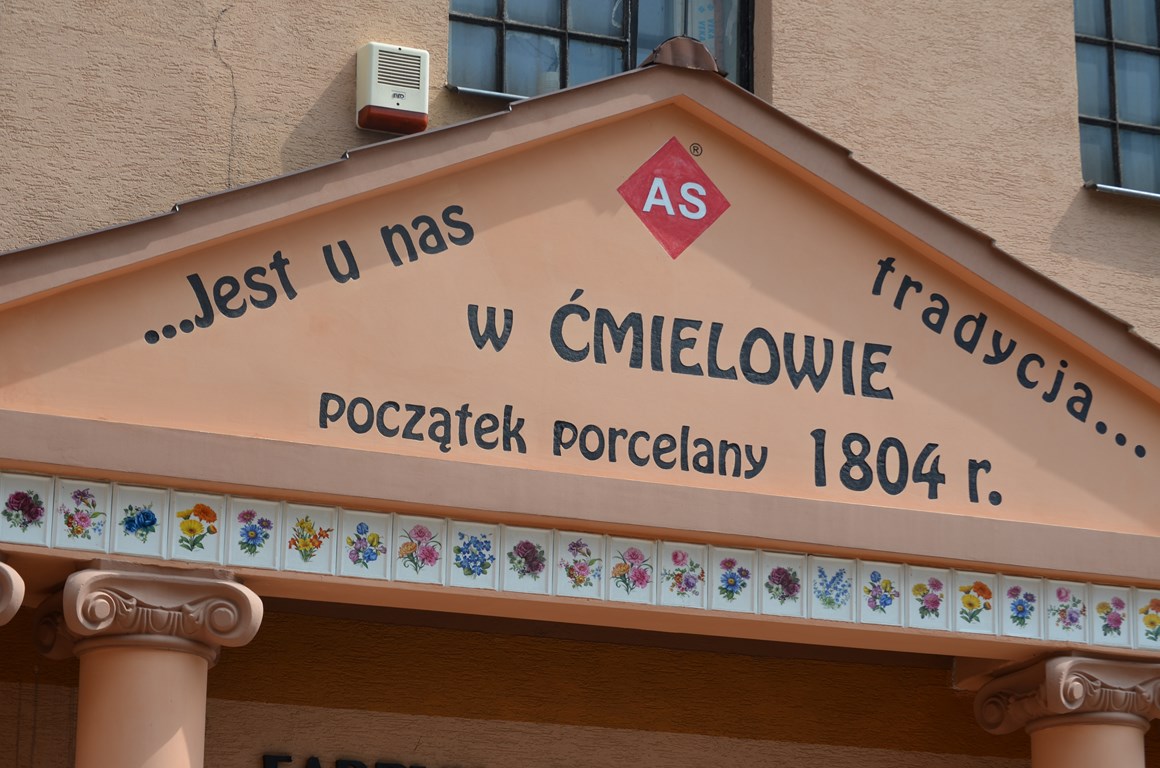 AS ®
...Jest u nas
tradycja...
w ĆMIELOWIE
początek porcelany 1804 r.